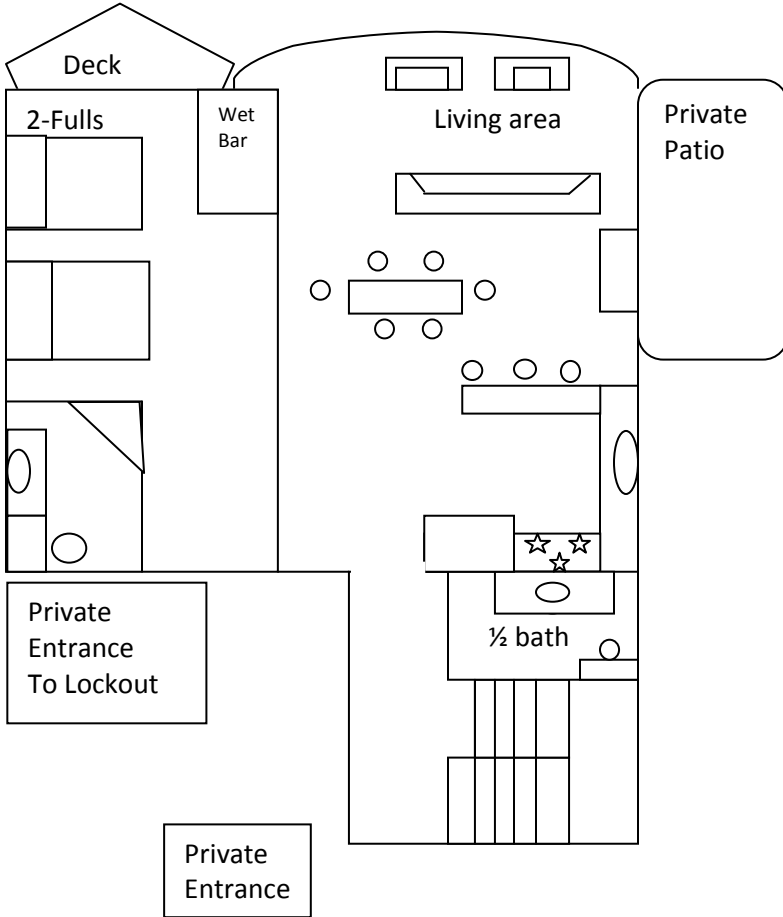 Deck
2-Fulls
Wet
Bar
Living area
Private
Patio
½ bath
Private
Entrance
To Lockout
Private
Entrance